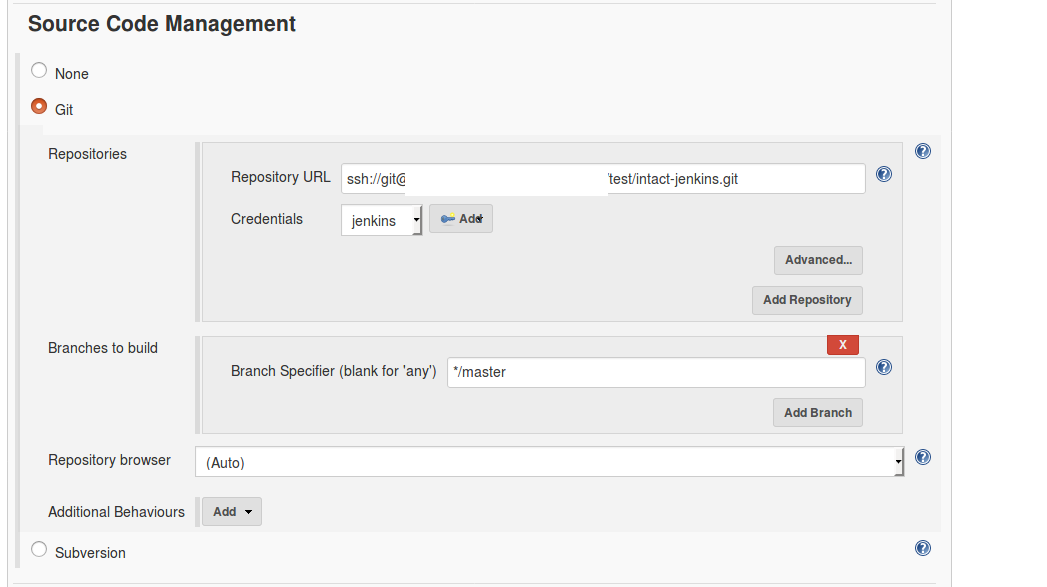 Source Code Management
None
Git
Repositories
Repository URL ssh://git@ /test/intact-jenkins.git
Credentials jenkins Add
Advanced...
Add Repository
Branches to build
X
Branch Specifier (blank for 'any') */master
Add Branch
Repository browser (Auto)
Additional Behaviours Add
Subversion